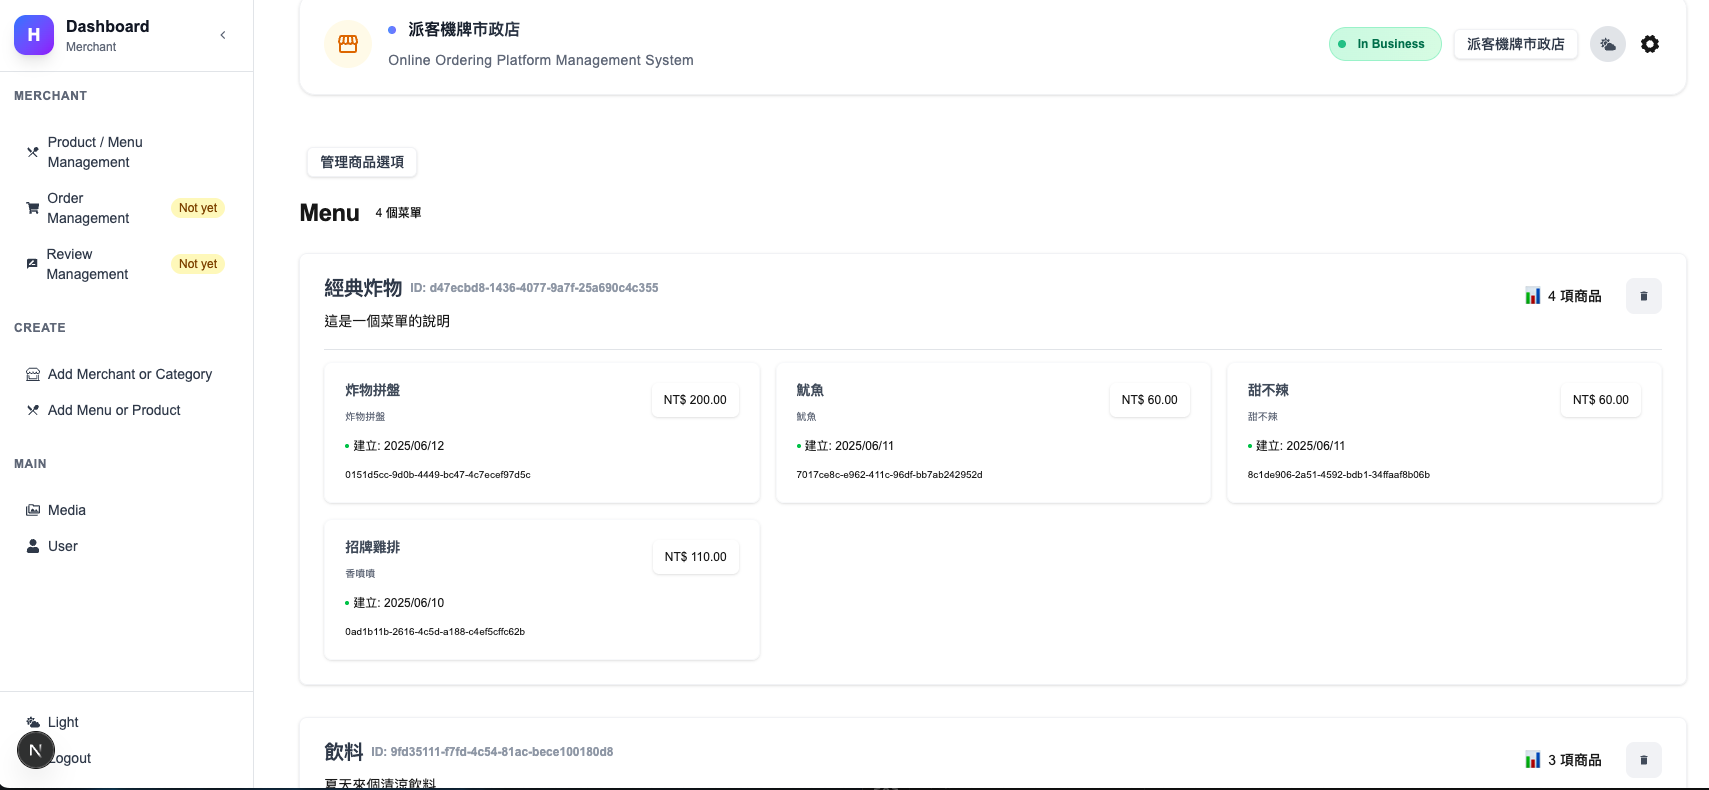 H
Dashboard
Merchant
MERCHANT
Product / Menu
Management
Order
Management
Not yet
Review
Management
Not yet
CREATE
Add Merchant or Category
Add Menu or Product
MAIN
Media
User
Light
N
ogout
派客機牌市政店
Online Ordering Platform Management System
In Business
派客機牌市政店
管理商品選項
Menu
4 個菜單
經典炸物
ID: d47ecbd8-1436-4077-9a7f-25a690c4c355
這是一個菜單的說明
4 項商品
炸物拼盤
NT$ 200.00
炸物拼盤
建立: 2025/06/12
0151d5cc-9d0b-4449-bc47-4c7ecef97d5c
魷魚
NT$ 60.00
魷魚
建立: 2025/06/11
7017ce8c-e962-411c-96df-bb7ab242952d
甜不辣
NT$ 60.00
甜不辣
建立: 2025/06/11
8c1de906-2a51-4592-bdb1-34ffaaf8b06b
招牌雞排
NT$ 110.00
香噴噴
建立: 2025/06/10
0ad1b11b-2616-4c5d-a188-c4ef5cffc62b
飲料
ID: 9fd35111-f7fd-4c54-81ac-bece100180d8
3 項商品
夏天來個清涼飲料